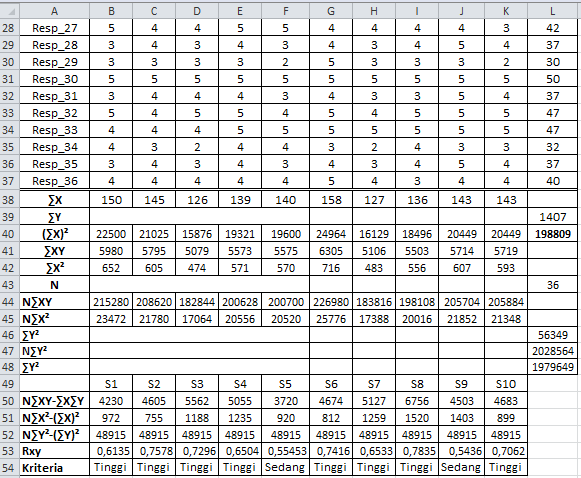 A B C D E F G H I J K L
28 Resp_27 5 4 4 5 5 4 4 4 4 3 42
29 Resp_28 3 4 3 4 3 4 3 4 5 4 37
30 Resp_29 3 3 3 3 2 5 3 3 3 2 30
31 Resp_30 5 5 5 5 5 5 5 5 5 5 50
32 Resp_31 3 4 4 4 3 4 3 3 5 4 37
33 Resp_32 5 4 5 5 4 5 4 5 5 5 47
34 Resp_33 4 4 4 5 5 5 5 5 5 5 47
35 Resp_34 4 3 2 4 4 3 2 4 3 3 32
36 Resp_35 3 4 3 4 3 4 3 4 5 4 37
37 Resp_36 4 4 4 4 4 5 4 3 4 4 40
38 ∑X 150 145 126 139 140 158 127 136 143 143
39 ∑Y 1407
40 (∑X)² 22500 21025 15876 19321 19600 24964 16129 18496 20449 20449 198809
41 ∑XY 5980 5795 5079 5573 5575 6305 5106 5503 5714 5719
42 ∑X² 652 605 474 571 570 716 483 556 607 593
43 N 36
44 N∑XY 215280 208620 182844 200628 200700 226980 183816 198108 205704 205884
45 N∑X² 23472 21780 17064 20556 20520 25776 17388 20016 21852 21348
46 ∑Y² 56349
47 N∑Y² 2028564
48 ∑Y² 1979649
49 S1 S2 S3 S4 S5 S6 S7 S8 S9 S10
50 N∑XY-∑X∑Y 4230 4605 5562 5055 3720 4674 5127 6756 4503 4683
51 N∑X²-(∑X)² 972 755 1188 1235 920 812 1259 1520 1403 899
52 N∑Y²-(∑Y)² 48915 48915 48915 48915 48915 48915 48915 48915 48915 48915
53 Rxy 0,6135 0,7578 0,7296 0,6504 0,55453 0,7416 0,6533 0,7835 0,5436 0,7062
54 Kriteria Tinggi Tinggi Tinggi Tinggi Sedang Tinggi Tinggi Tinggi Sedang Tinggi